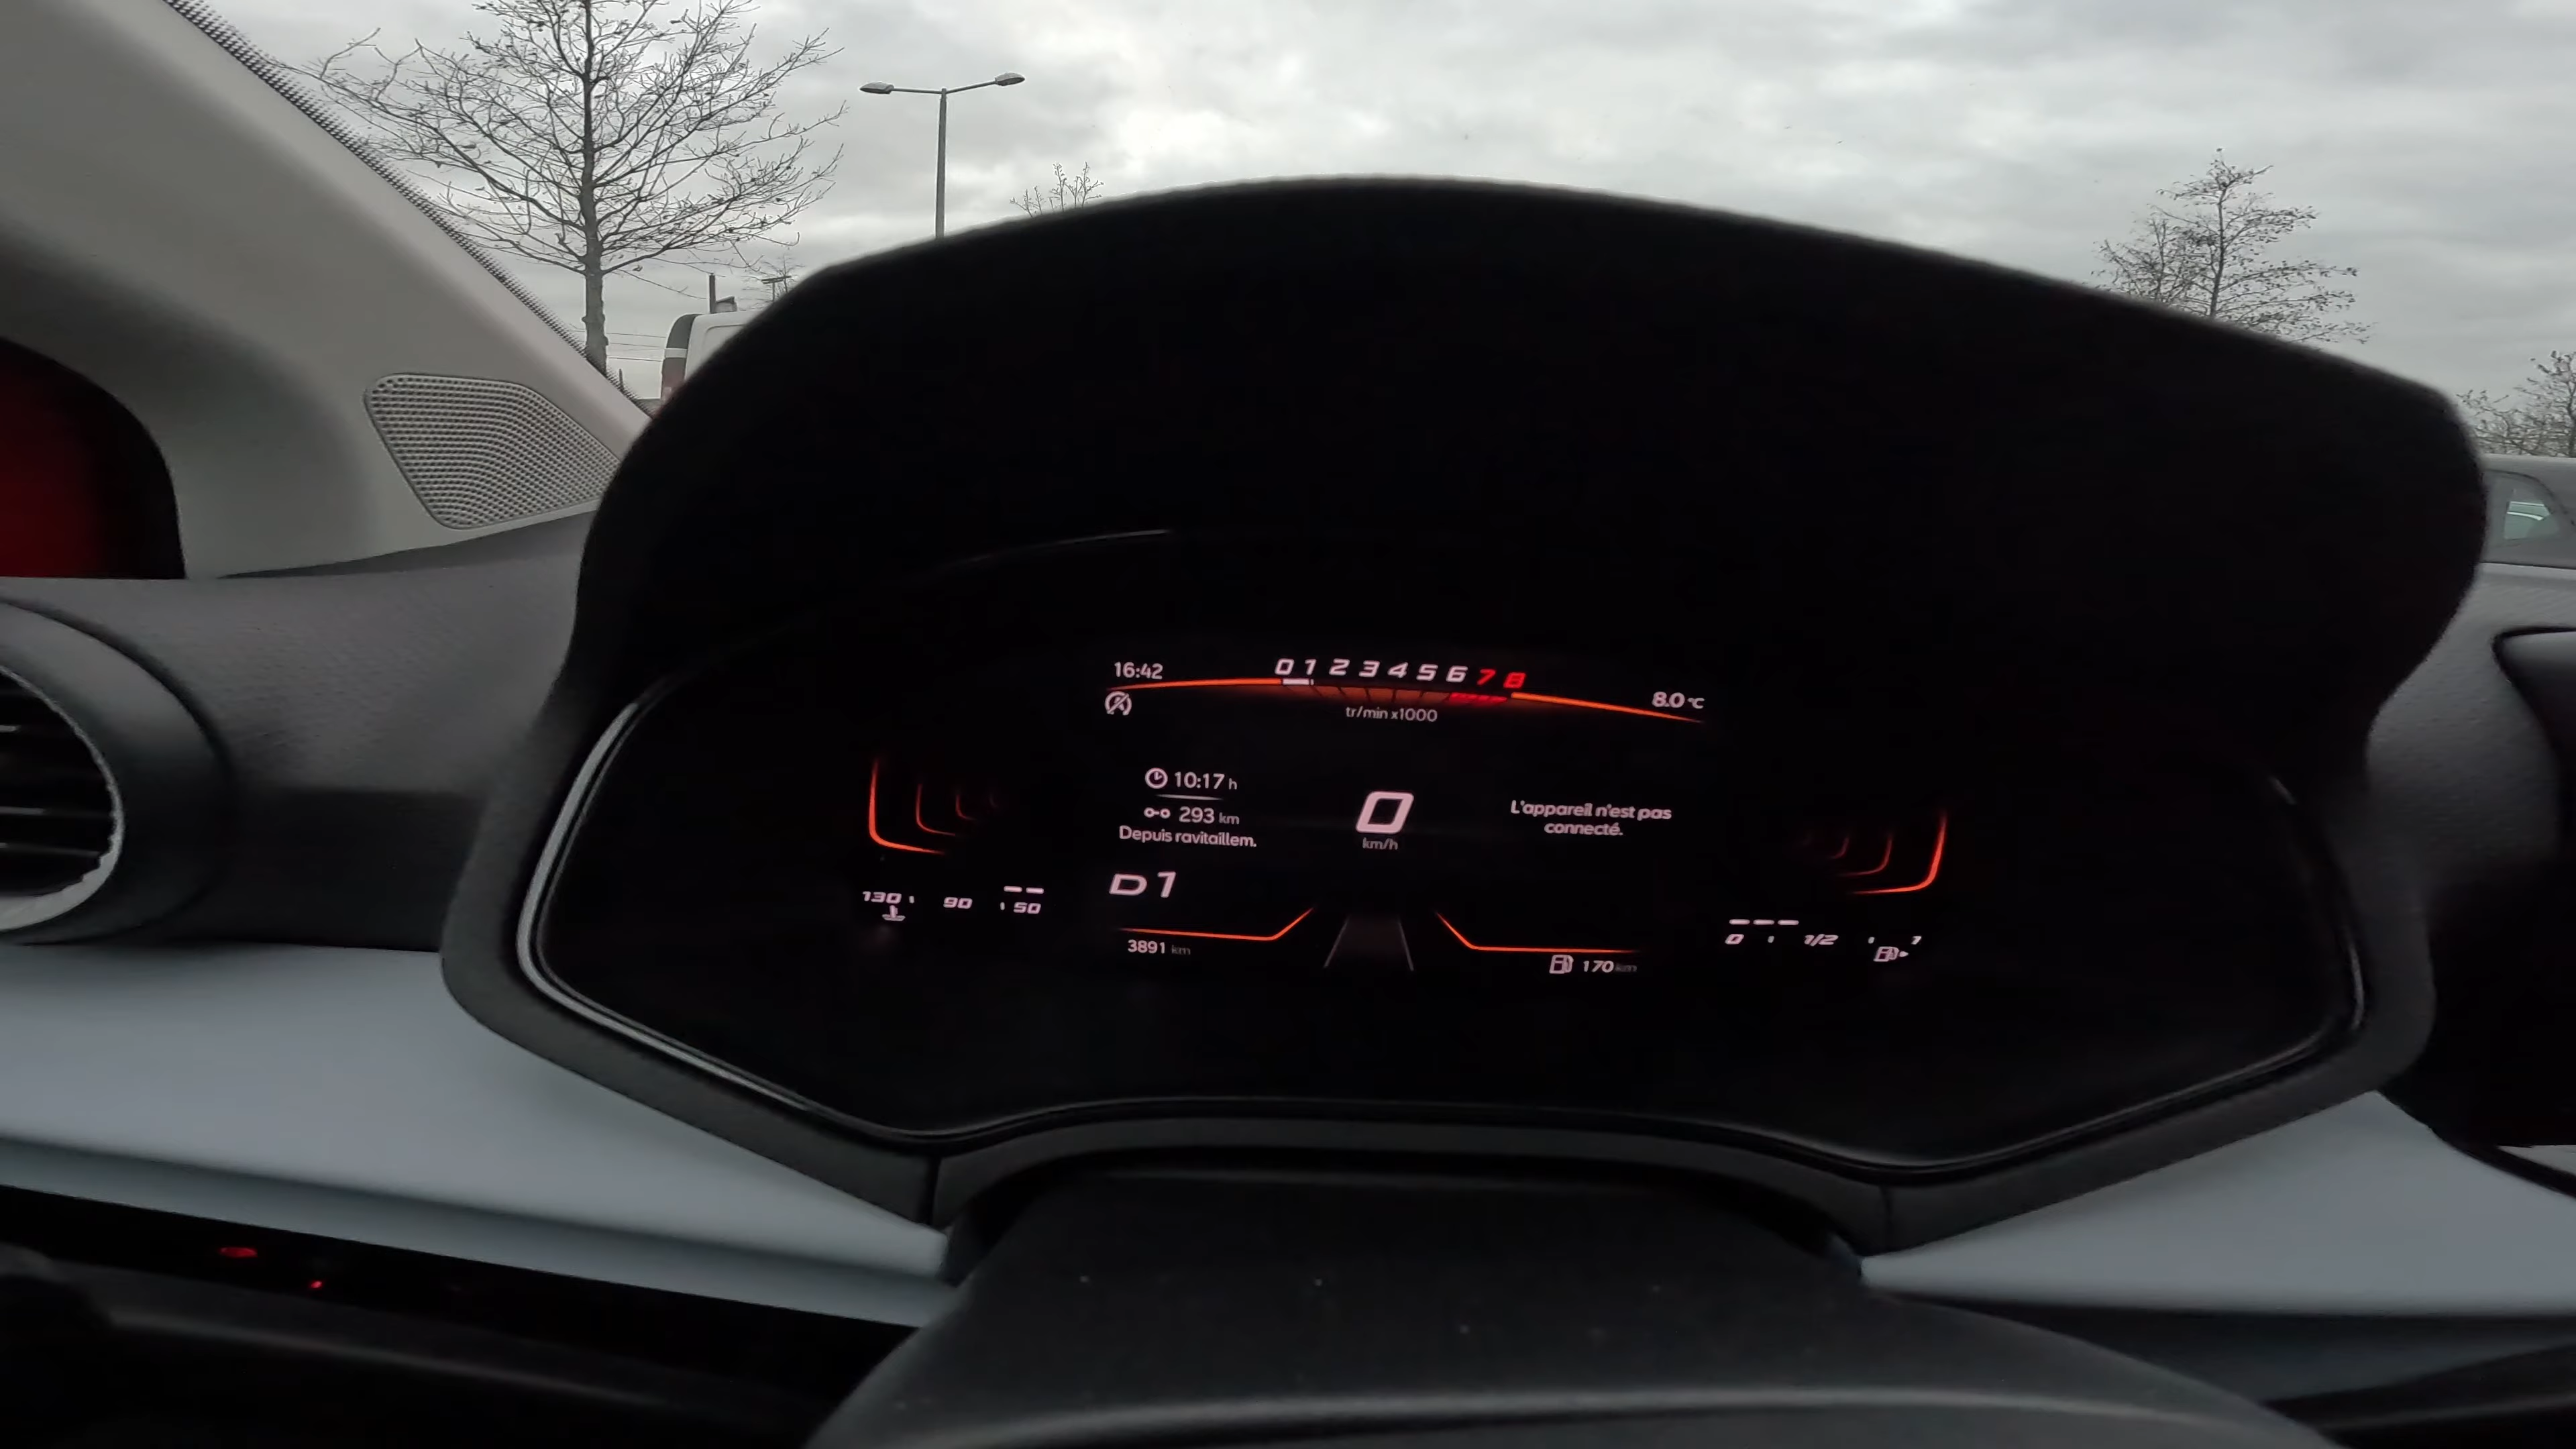 16:42
0 1 2 3 4 5 6 7 8
8.0 °C
tr/min x1000
10:17 h
293 km
Depuis ravitaillem.
0
km/h
L'appareil n'est pas
connecté.
D1
130 90 50
0 1/2 1
3891 km
170 km